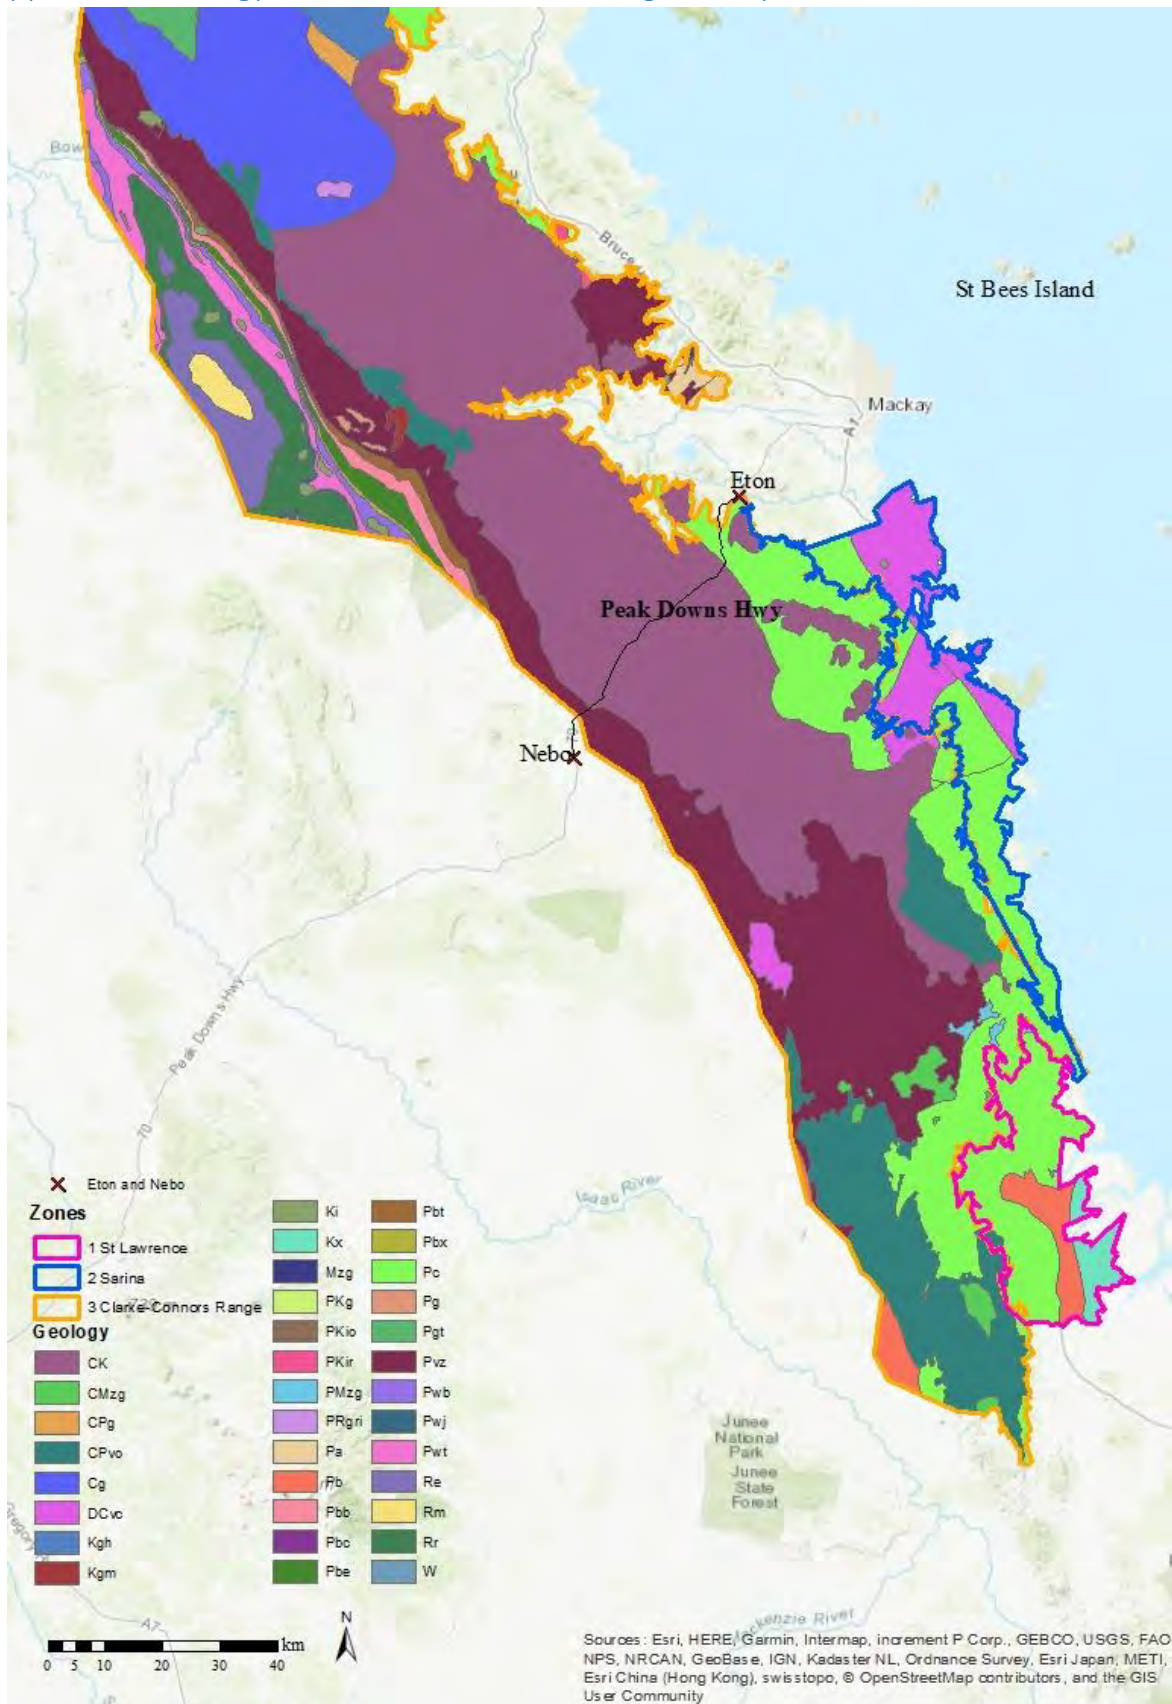 Bow
Bruce
St Bees Island
Mackay
A1
Eton
Peak Downs Hwy
Nebo
70
Peak Downs Hwy
70
Isaac River
Eton and Nebo
Zones
1 St Lawrence
2 Sarina
3 Clarke-Connors Range
Geology
CK
CMzg
CPg
CPvo
Cg
DCvc
Kgh
Kgm
Ki
Kx
Mzg
PKg
PKio
PKir
PMzg
PRgri
Pa
Pb
Pbb
Pbc
Pbe
Pbt
Pbx
Pc
Pg
Pgt
Pvz
Pwb
Pwj
Pwt
Re
Rm
Rr
W
Junee
National
Park
Junee
State
Forest
A7
N
km
0 5 10 20 30 40
Sources: Esri, HERE, Garmin, Intermap, increment P Corp., GEBCO, USGS, FAO,
NPS, NRCAN, GeoBase, IGN, Kadaster NL, Ordnance Survey, Esri Japan, METI,
Esri China (Hong Kong), swisstopo, © OpenStreetMap contributors, and the GIS
User Community